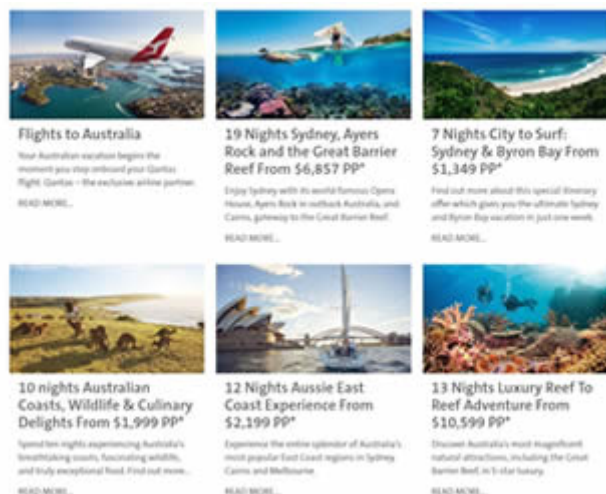 Flights to Australia
Your Australian vacation begins the
moment you step onboard your Qantas
flight. Qantas – the exclusive airline partner.
READ MORE...
19 Nights Sydney, Ayers
Rock and the Great Barrier
Reef From $6,857 PP*
Enjoy Sydney with its world famous Opera
House, Ayers Rock in outback Australia, and
Cairns, gateway to the Great Barrier Reef.
READ MORE...
7 Nights City to Surf:
Sydney & Byron Bay From
$1,349 PP*
Find out more about this special itinerary
offer which gives you the ultimate Sydney
and Byron Bay vacation in just one week.
READ MORE...
10 nights Australian
Coasts, Wildlife & Culinary
Delights From $1,999 PP*
Spend ten nights experiencing Australia's
breathtaking coasts, fascinating wildlife,
and truly exceptional food. Find out more...
READ MORE...
12 Nights Aussie East
Coast Experience From
$2,199 PP*
Experience the entire splendor of Australia's
most popular East Coast regions in Sydney,
Cairns and Melbourne.
READ MORE...
13 Nights Luxury Reef To
Reef Adventure From
$10,599 PP*
Discover Australia's most magnificent
natural attractions, including the Great
Barrier Reef, in 5-star luxury.
READ MORE...